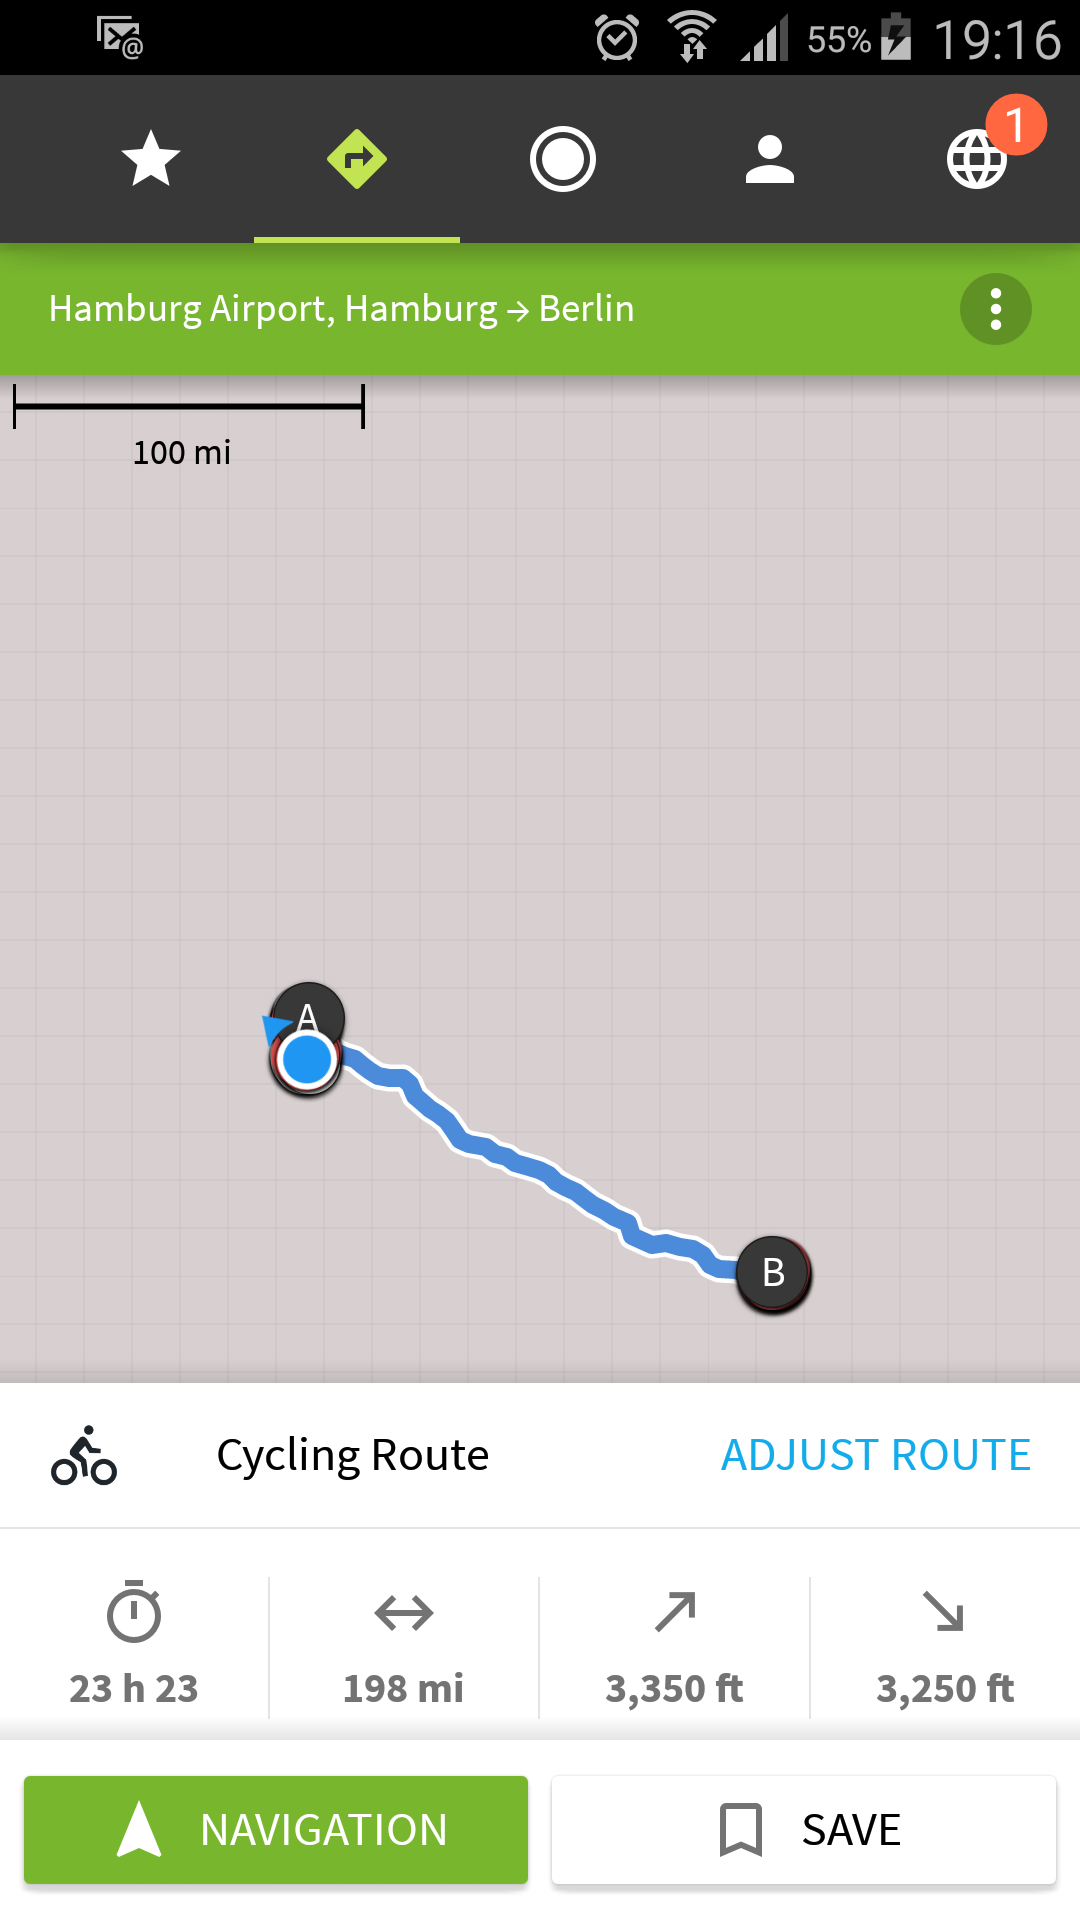 55% 19:16
1
Hamburg Airport, Hamburg → Berlin
100 mi
A
B
Cycling Route ADJUST ROUTE
23 h 23 198 mi 3,350 ft 3,250 ft
NAVIGATION SAVE